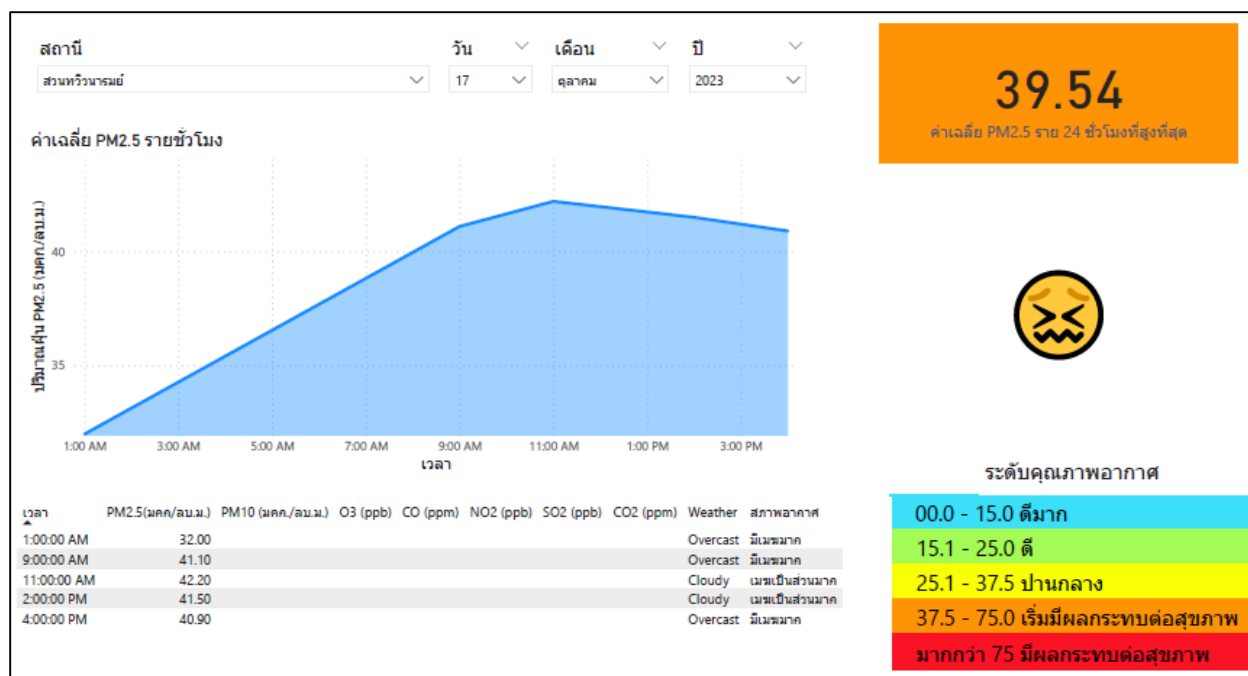 สถานี
วัน เดือน ปี
สวนทวีวนารมย์ 17 ตุลาคม 2023
39.54
ค่าเฉลี่ย PM2.5 ราย 24 ชั่วโมงที่สูงที่สุด
ค่าเฉลี่ย PM2.5 รายชั่วโมง
ปริมาณฝุ่น PM2.5 (มคก./ลบ.ม.)
40
35
1:00 AM 3:00 AM 5:00 AM 7:00 AM 9:00 AM 11:00 AM 1:00 PM 3:00 PM
เวลา
เวลา PM2.5(มคก/ลบ.ม.) PM10 (มคก./ลบ.ม.) O3 (ppb) CO (ppm) NO2 (ppb) SO2 (ppb) CO2 (ppm) Weather สภาพอากาศ
1:00:00 AM 32.00 Overcast มีเมฆมาก
9:00:00 AM 41.10 Overcast มีเมฆมาก
11:00:00 AM 42.20 Cloudy เมฆเป็นส่วนมาก
2:00:00 PM 41.50 Cloudy เมฆเป็นส่วนมาก
4:00:00 PM 40.90 Overcast มีเมฆมาก
ระดับคุณภาพอากาศ
00.0 - 15.0 ดีมาก
15.1 - 25.0 ดี
25.1 - 37.5 ปานกลาง
37.5 - 75.0 เริ่มมีผลกระทบต่อสุขภาพ
มากกว่า 75 มีผลกระทบต่อสุขภาพ